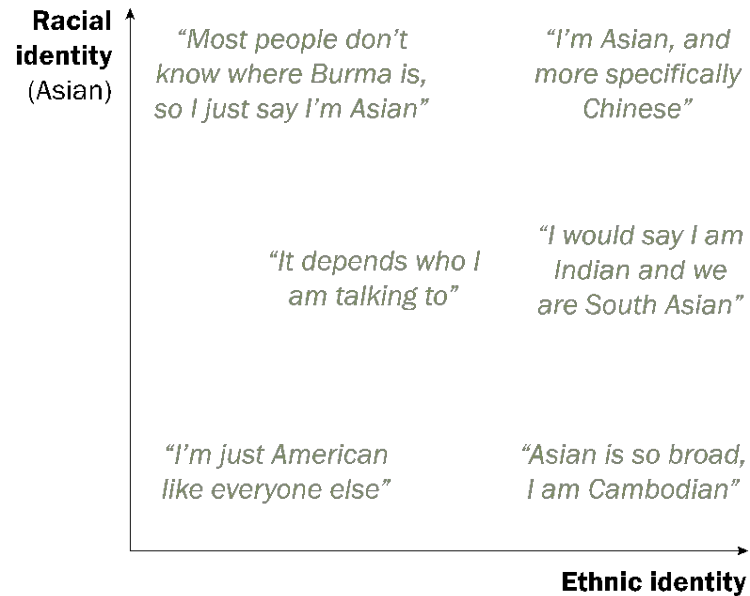 Racial
identity
(Asian)
“Most people don’t
know where Burma is,
so I just say I’m Asian”
“I’m Asian, and
more specifically
Chinese”
“It depends who I
am talking to”
“I would say I am
Indian and we
are South Asian”
“I’m just American
like everyone else”
“Asian is so broad,
I am Cambodian”
Ethnic identity